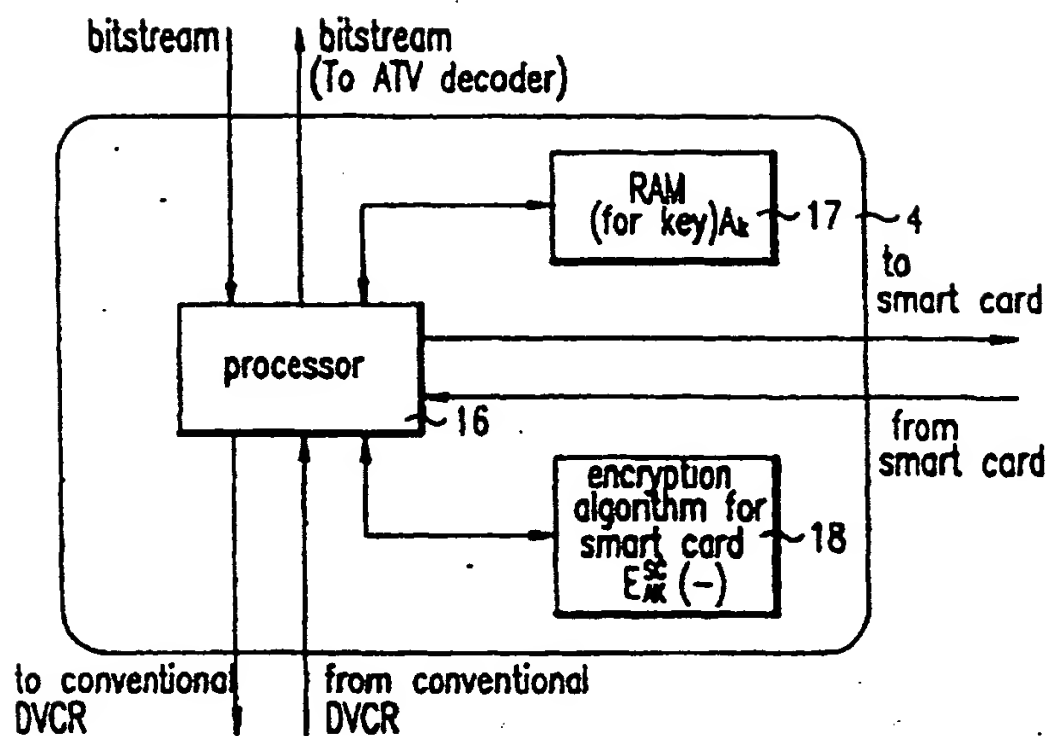 bitstream
bitstream
(To ATV decoder)
RAM
(for key)Ak
17
4
to
smart card
processor
16
from
smart card
encryption
algorithm for
smart card
E^SC_AK (-)
18
to conventional
DVCR
from conventional
DVCR